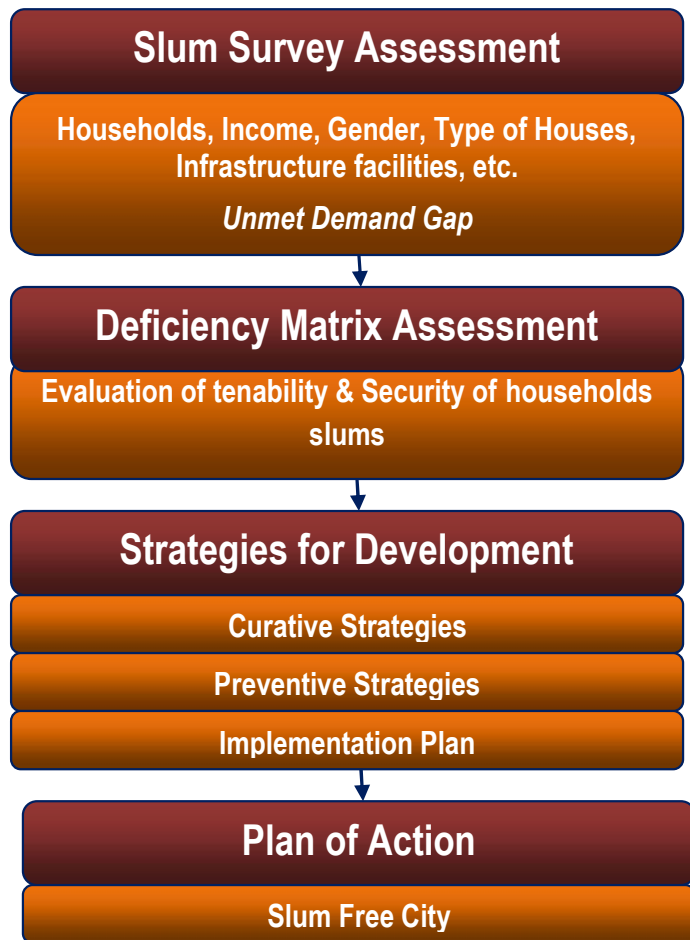 Slum Survey Assessment
Households, Income, Gender, Type of Houses,
Infrastructure facilities, etc.
Unmet Demand Gap
Deficiency Matrix Assessment
Evaluation of tenability & Security of households
slums
Strategies for Development
Curative Strategies
Preventive Strategies
Implementation Plan
Plan of Action
Slum Free City